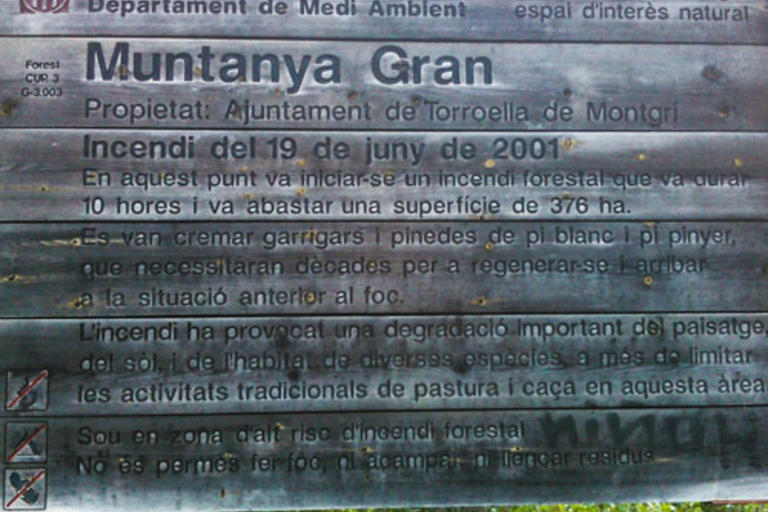 Departament de Medi Ambient espai d'interès natural
Forest
CUP 3
G-3.003
Muntanya Gran
Propietat: Ajuntament de Torroella de Montgrí
Incendi del 19 de juny de 2001
En aquest punt va iniciar-se un incendi forestal que va durar
10 hores i va abastar una superfície de 376 ha.
Es van cremar garrigars i pinedes de pi blanc i pi pinyer,
que necessitaran dècades per a regenerar-se i arribar
a la situació anterior al foc.
L'incendi ha provocat una degradació important del paisatge,
del sòl, i de l'habitat de diverses espècies, a més de limitar
les activitats tradicionals de pastura i caça en aquesta àrea
Sou en zona d'alt risc d'incendi forestal
No és permès fer foc, ni acampar, ni llençar residus